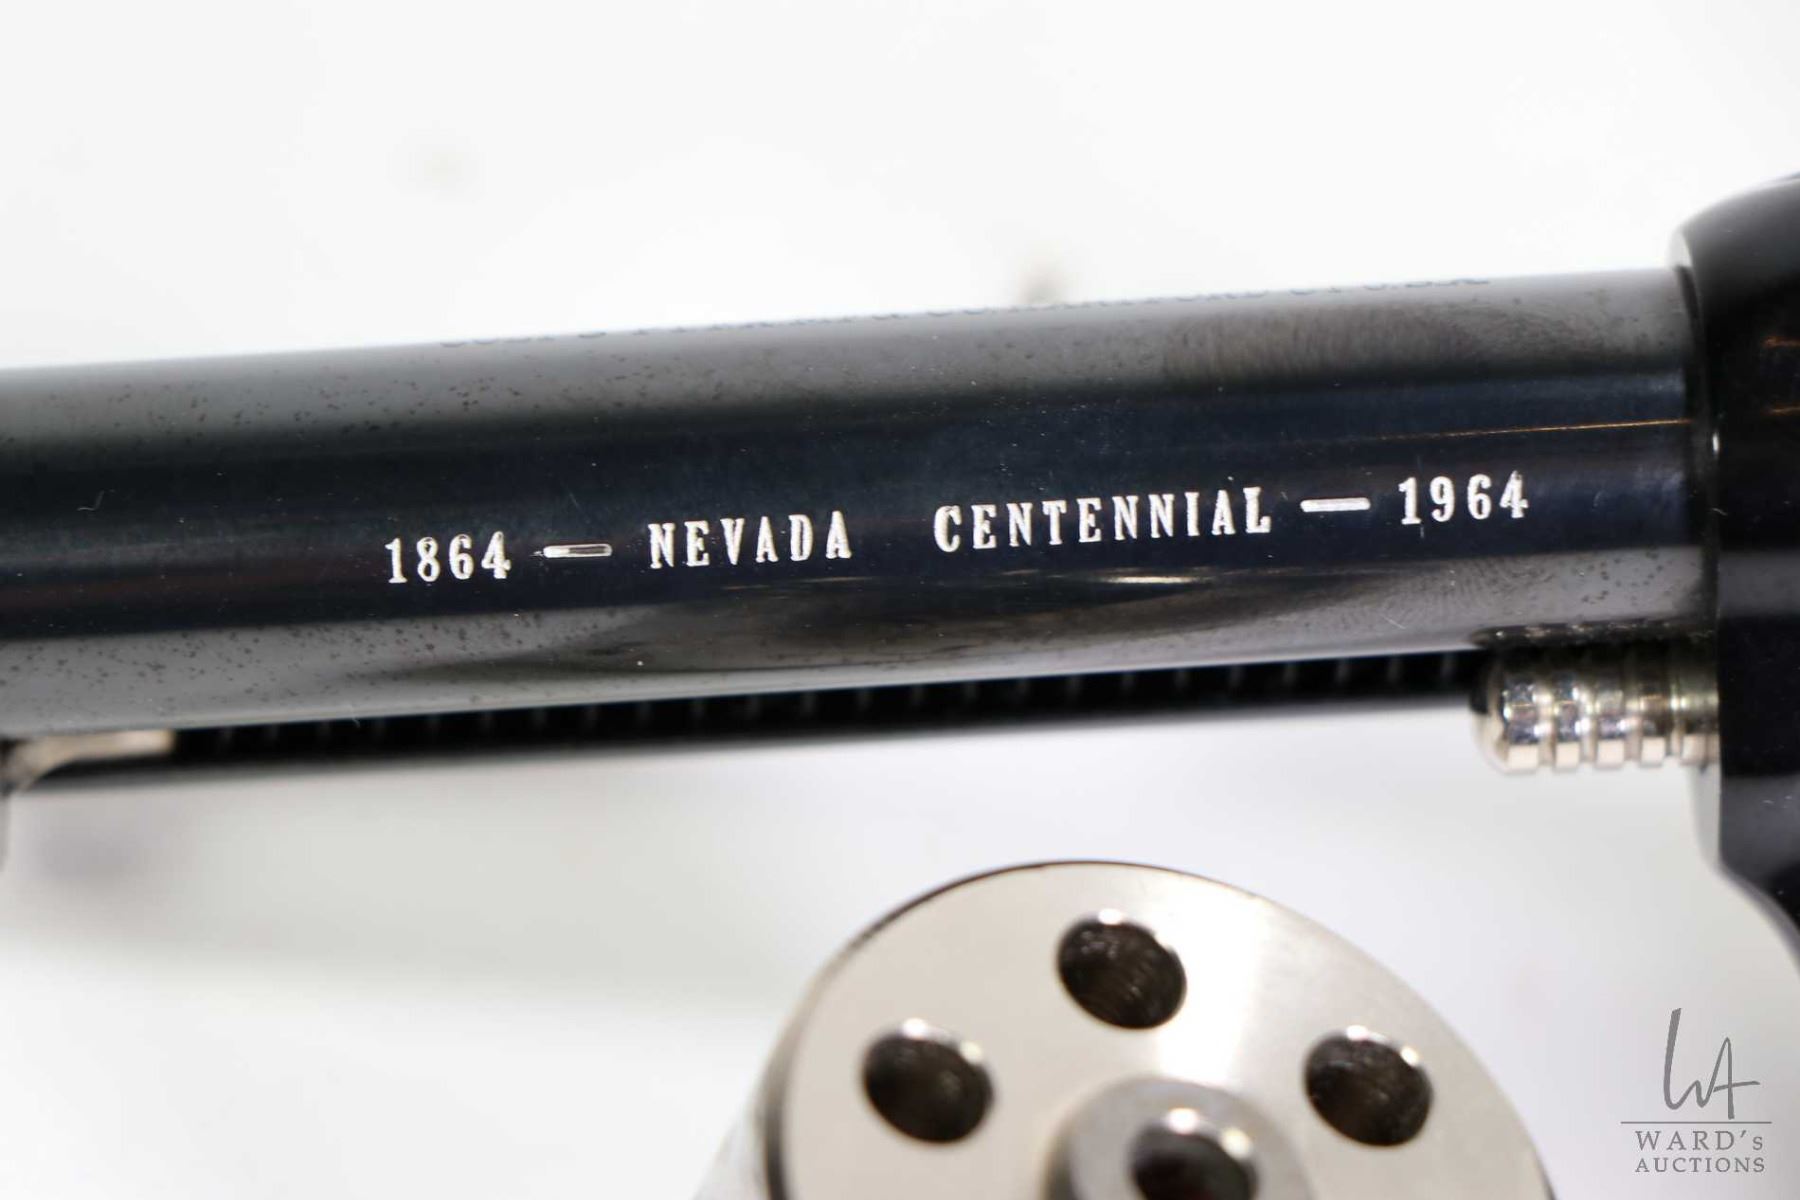 1864 — NEVADA CENTENNIAL — 1964
WARD's
AUCTIONS